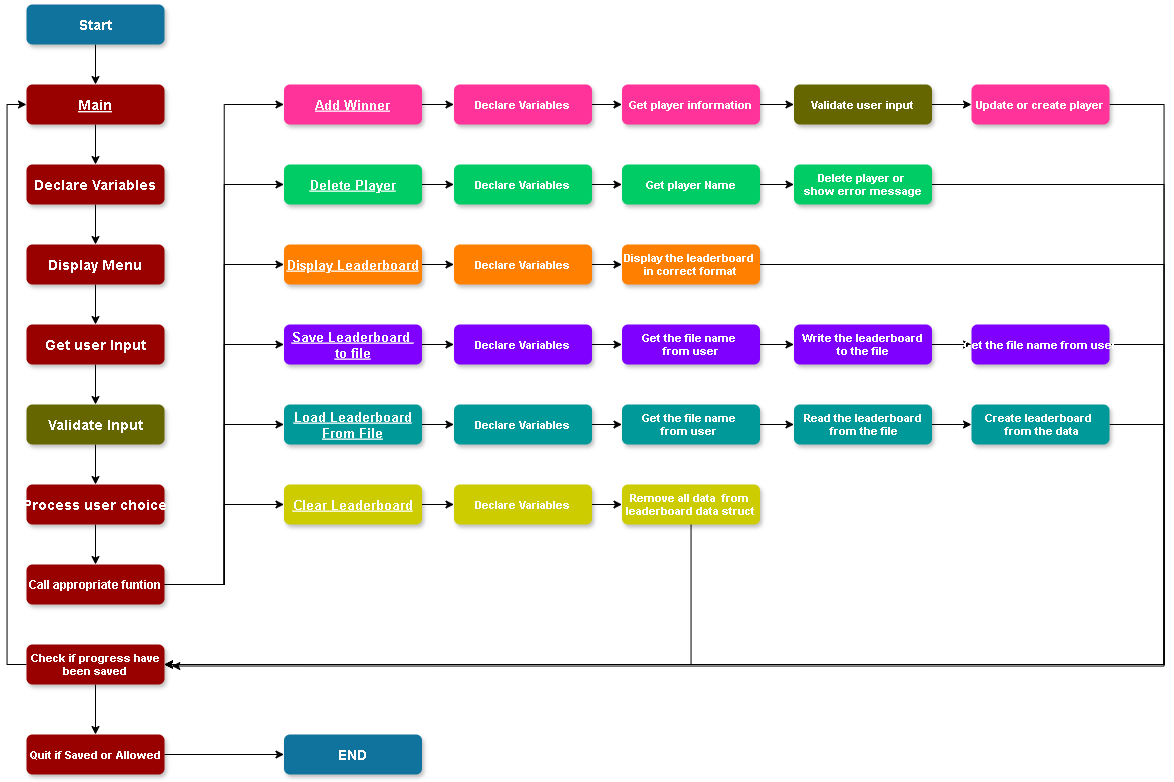 Start
Main
Add Winner
Declare Variables
Get player information
Validate user input
Update or create player
Declare Variables
Delete Player
Declare Variables
Get player Name
Delete player or
show error message
Display Menu
Display Leaderboard
Declare Variables
Display the leaderboard
in correct format
Get user Input
Save Leaderboard
to file
Declare Variables
Get the file name
from user
Write the leaderboard
to the file
Get the file name from user
Validate Input
Load Leaderboard
From File
Declare Variables
Get the file name
from user
Read the leaderboard
from the file
Create leaderboard
from the data
Process user choice
Clear Leaderboard
Declare Variables
Remove all data from
leaderboard data struct
Call appropriate funtion
Check if progress have
been saved
Quit if Saved or Allowed
END